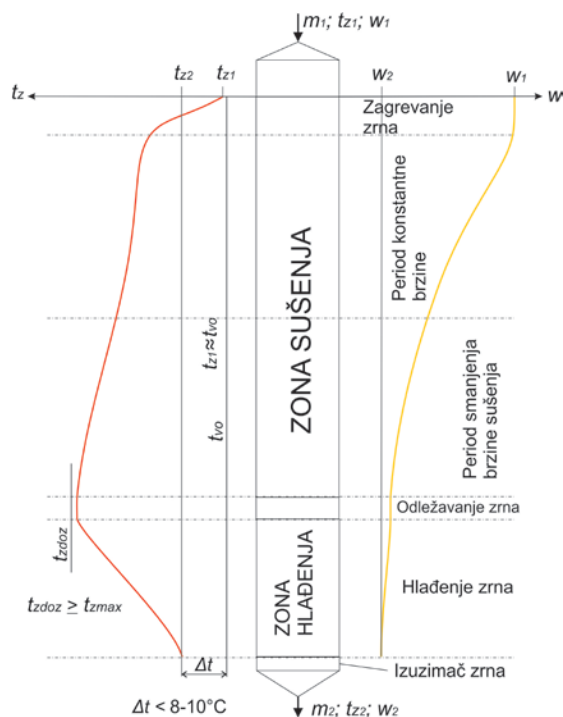 m1; tz1; w1
tz2
tz1
w2
w1
tz
w
Zagrevanje
zrna
Period konstantne
brzine
ZONA SUŠENJA
tz1≈tvo
tvo
Period smanjenja
brzine sušenja
Odležavanje zrna
tzdoz
tzdoz ≥ tzmax
ZONA
HLAĐENJA
Hlađenje zrna
Izuzimač zrna
Δt
Δt < 8-10°C
m2; tz2; w2